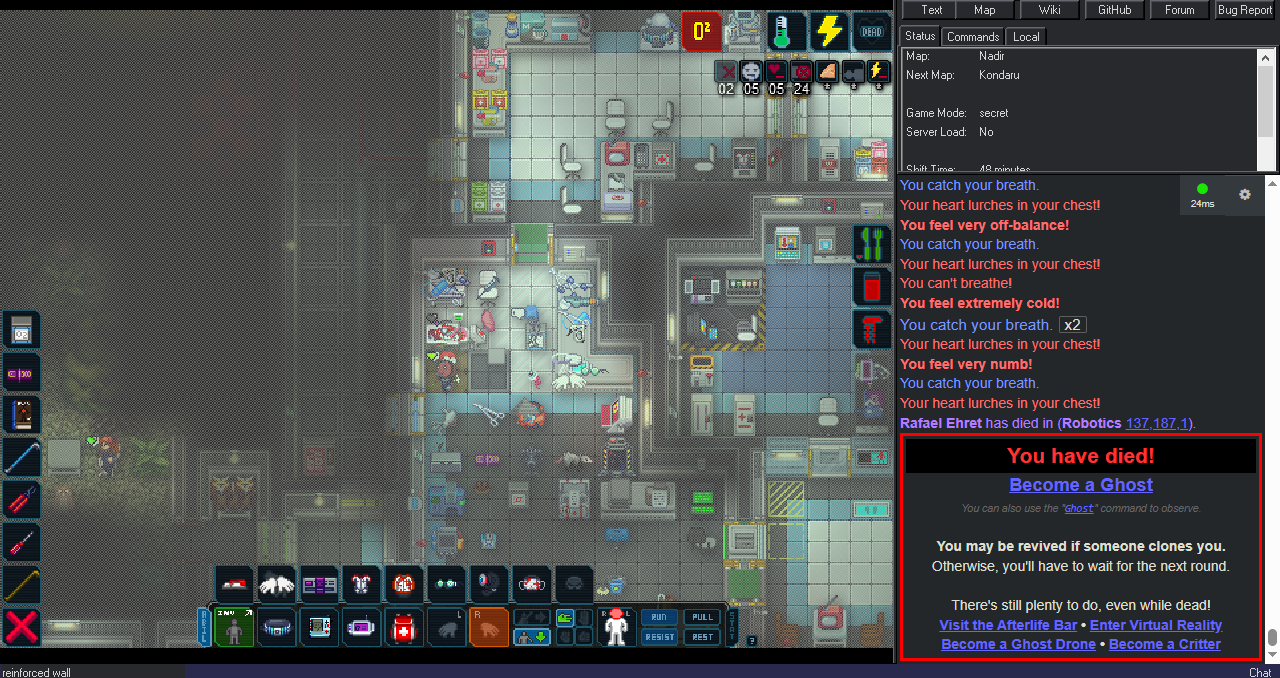 Text Map Wiki GitHub Forum Bug Report
Status Commands Local
Map: Nadir
Next Map: Kondaru
Game Mode: secret
Server Load: No
Shift Time: 48 minutes
O²
DEAD
02 05 05 24
24ms
You catch your breath.
Your heart lurches in your chest!
You feel very off-balance!
You catch your breath.
Your heart lurches in your chest!
You can't breathe!
You feel extremely cold!
You catch your breath. x2
Your heart lurches in your chest!
You feel very numb!
You catch your breath.
Your heart lurches in your chest!
Rafael Ehret has died in (Robotics 137,187,1).
You have died!
Become a Ghost
You can also use the "Ghost" command to observe.
You may be revived if someone clones you.
Otherwise, you'll have to wait for the next round.
There's still plenty to do, even while dead!
Visit the Afterlife Bar • Enter Virtual Reality
Become a Ghost Drone • Become a Critter
L R RUN PULL
RESIST REST
reinforced wall
Chat